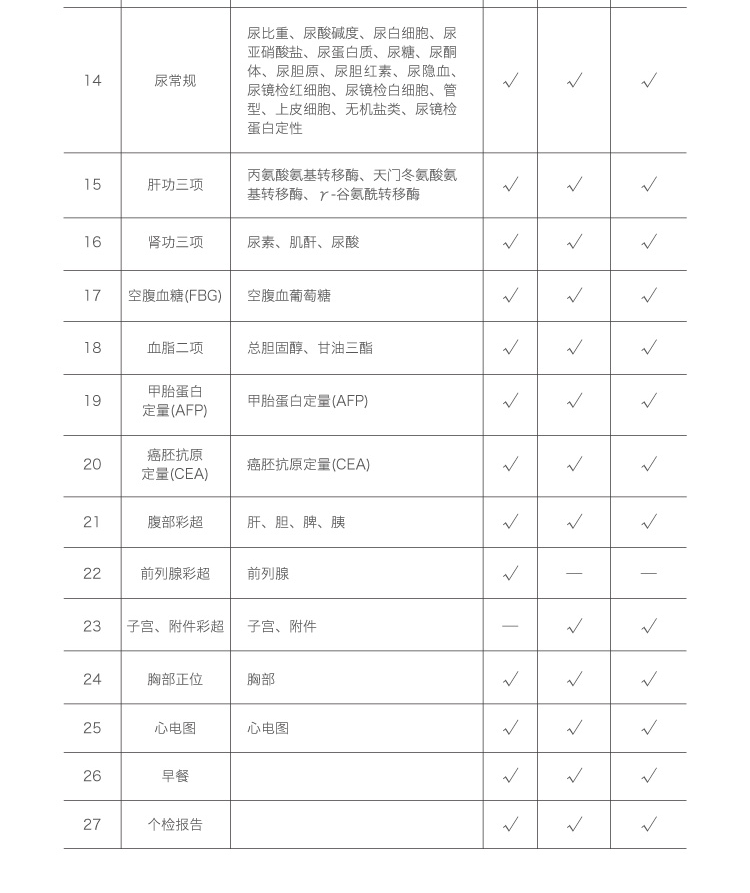 14 尿常规 尿比重、尿酸碱度、尿白细胞、尿
亚硝酸盐、尿蛋白质、尿糖、尿酮
体、尿胆原、尿胆红素、尿隐血、
尿镜检红细胞、尿镜检白细胞、管
型、上皮细胞、无机盐类、尿镜检
蛋白定性 √ √ √
15 肝功三项 丙氨酸氨基转移酶、天门冬氨酸氨
基转移酶、γ-谷氨酰转移酶 √ √ √
16 肾功三项 尿素、肌酐、尿酸 √ √ √
17 空腹血糖(FBG) 空腹血葡萄糖 √ √ √
18 血脂二项 总胆固醇、甘油三酯 √ √ √
19 甲胎蛋白
定量(AFP) 甲胎蛋白定量(AFP) √ √ √
20 癌胚抗原
定量(CEA) 癌胚抗原定量(CEA) √ √ √
21 腹部彩超 肝、胆、脾、胰 √ √ √
22 前列腺彩超 前列腺 √ — —
23 子宫、附件彩超 子宫、附件 — √ √
24 胸部正位 胸部 √ √ √
25 心电图 心电图 √ √ √
26 早餐 √ √ √
27 个检报告 √ √ √